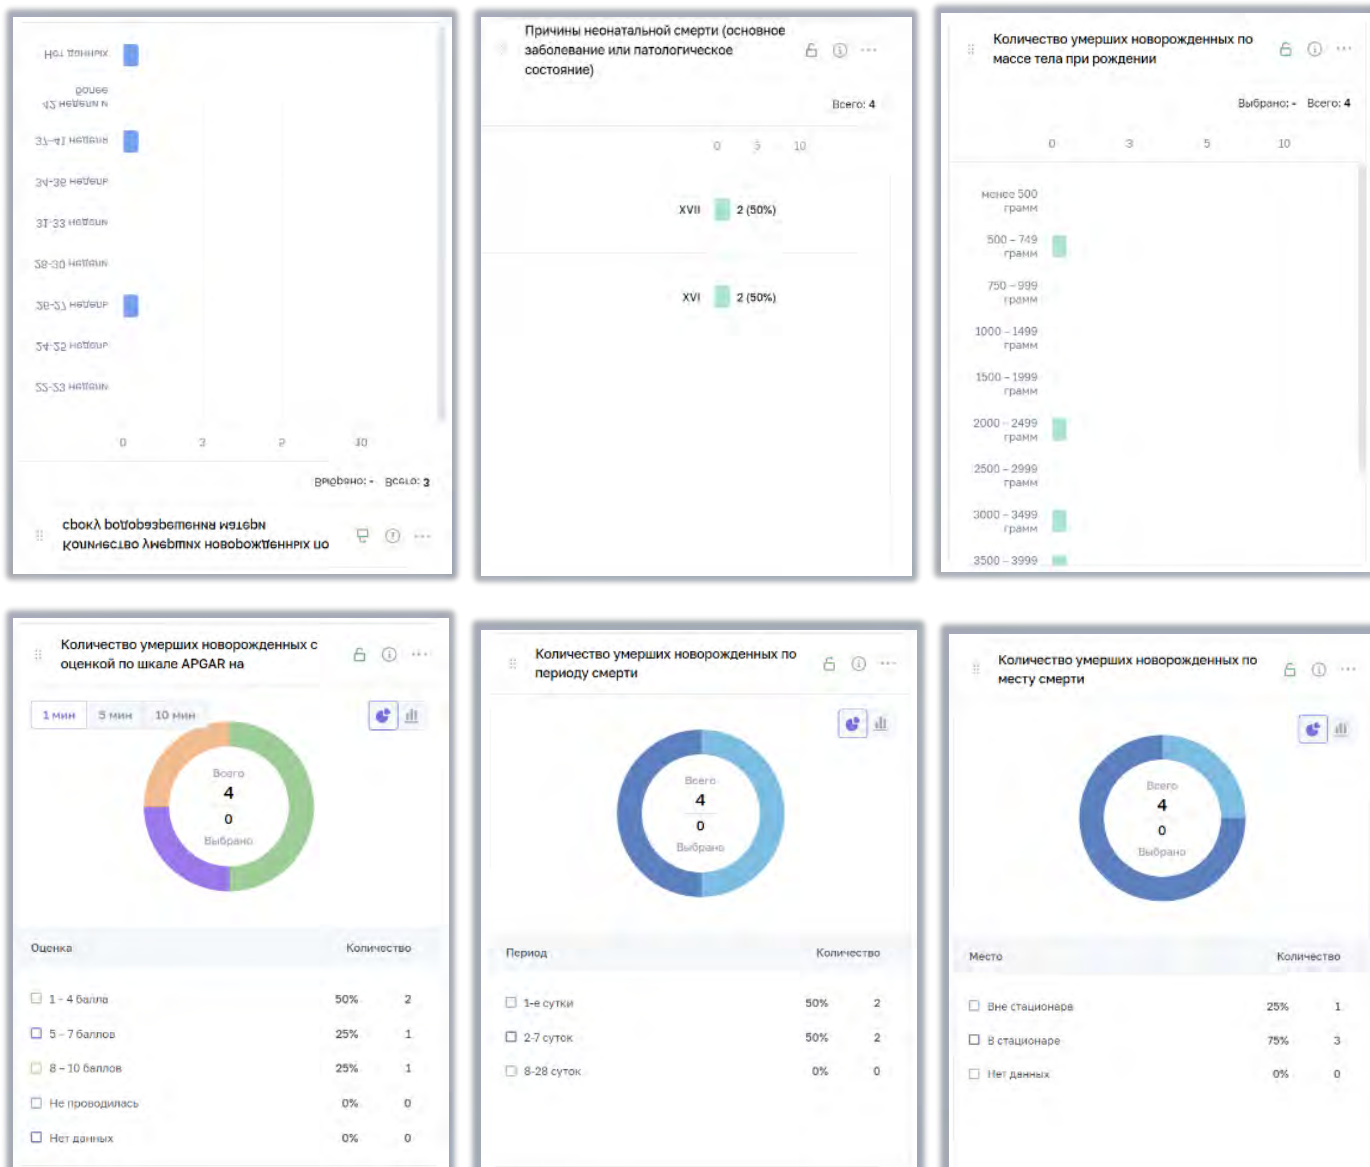 Количество умерших новорожденных по
сроку родоразрешения матери
Выбрано: - Всего: 3
0 3 5 10
22-23 недели
24-25 недель
26-27 недель
28-30 недели
31-33 недели
34-36 недель
37-41 неделя
42 недели и
более
Нет данных
Причины неонатальной смерти (основное
заболевание или патологическое
состояние)
Всего: 4
0 5 10
XVII 2 (50%)
XVI 2 (50%)
Количество умерших новорожденных по
массе тела при рождении
Выбрано: - Всего: 4
0 3 5 10
менее 500
грамм
500 – 749
грамм
750 – 999
грамм
1000 – 1499
грамм
1500 – 1999
грамм
2000 – 2499
грамм
2500 – 2999
грамм
3000 – 3499
грамм
3500 – 3999
Количество умерших новорожденных с
оценкой по шкале APGAR на
1 мин 5 мин 10 мин
Всего
4
0
Выбрано
Оценка Количество
1 – 4 балла 50% 2
5 – 7 баллов 25% 1
8 – 10 баллов 25% 1
Не проводилась 0% 0
Нет данных 0% 0
Количество умерших новорожденных по
периоду смерти
Всего
4
0
Выбрано
Период Количество
1-е сутки 50% 2
2-7 суток 50% 2
8-28 суток 0% 0
Количество умерших новорожденных по
месту смерти
Всего
4
0
Выбрано
Место Количество
Вне стационара 25% 1
В стационаре 75% 3
Нет данных 0% 0